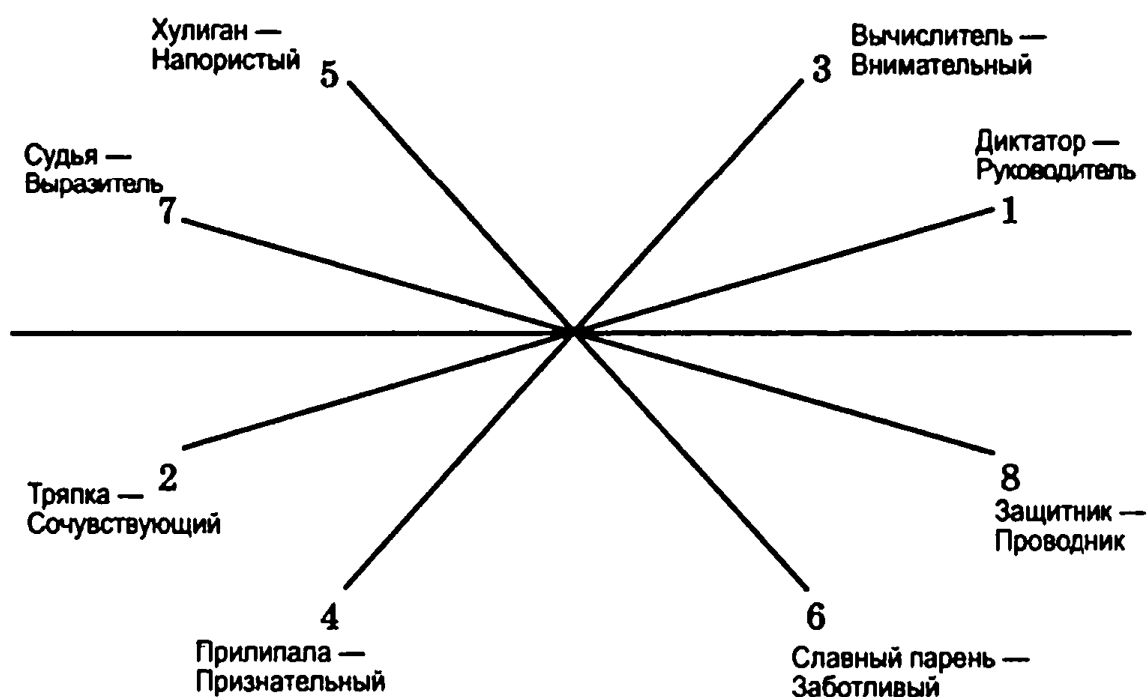 Хулиган —
Напористый
5
3
Вычислитель —
Внимательный
Судья —
Выразитель
7
Диктатор —
Руководитель
1
2
Тряпка —
Сочувствующий
8
Защитник —
Проводник
4
Прилипала —
Признательный
6
Славный парень —
Заботливый